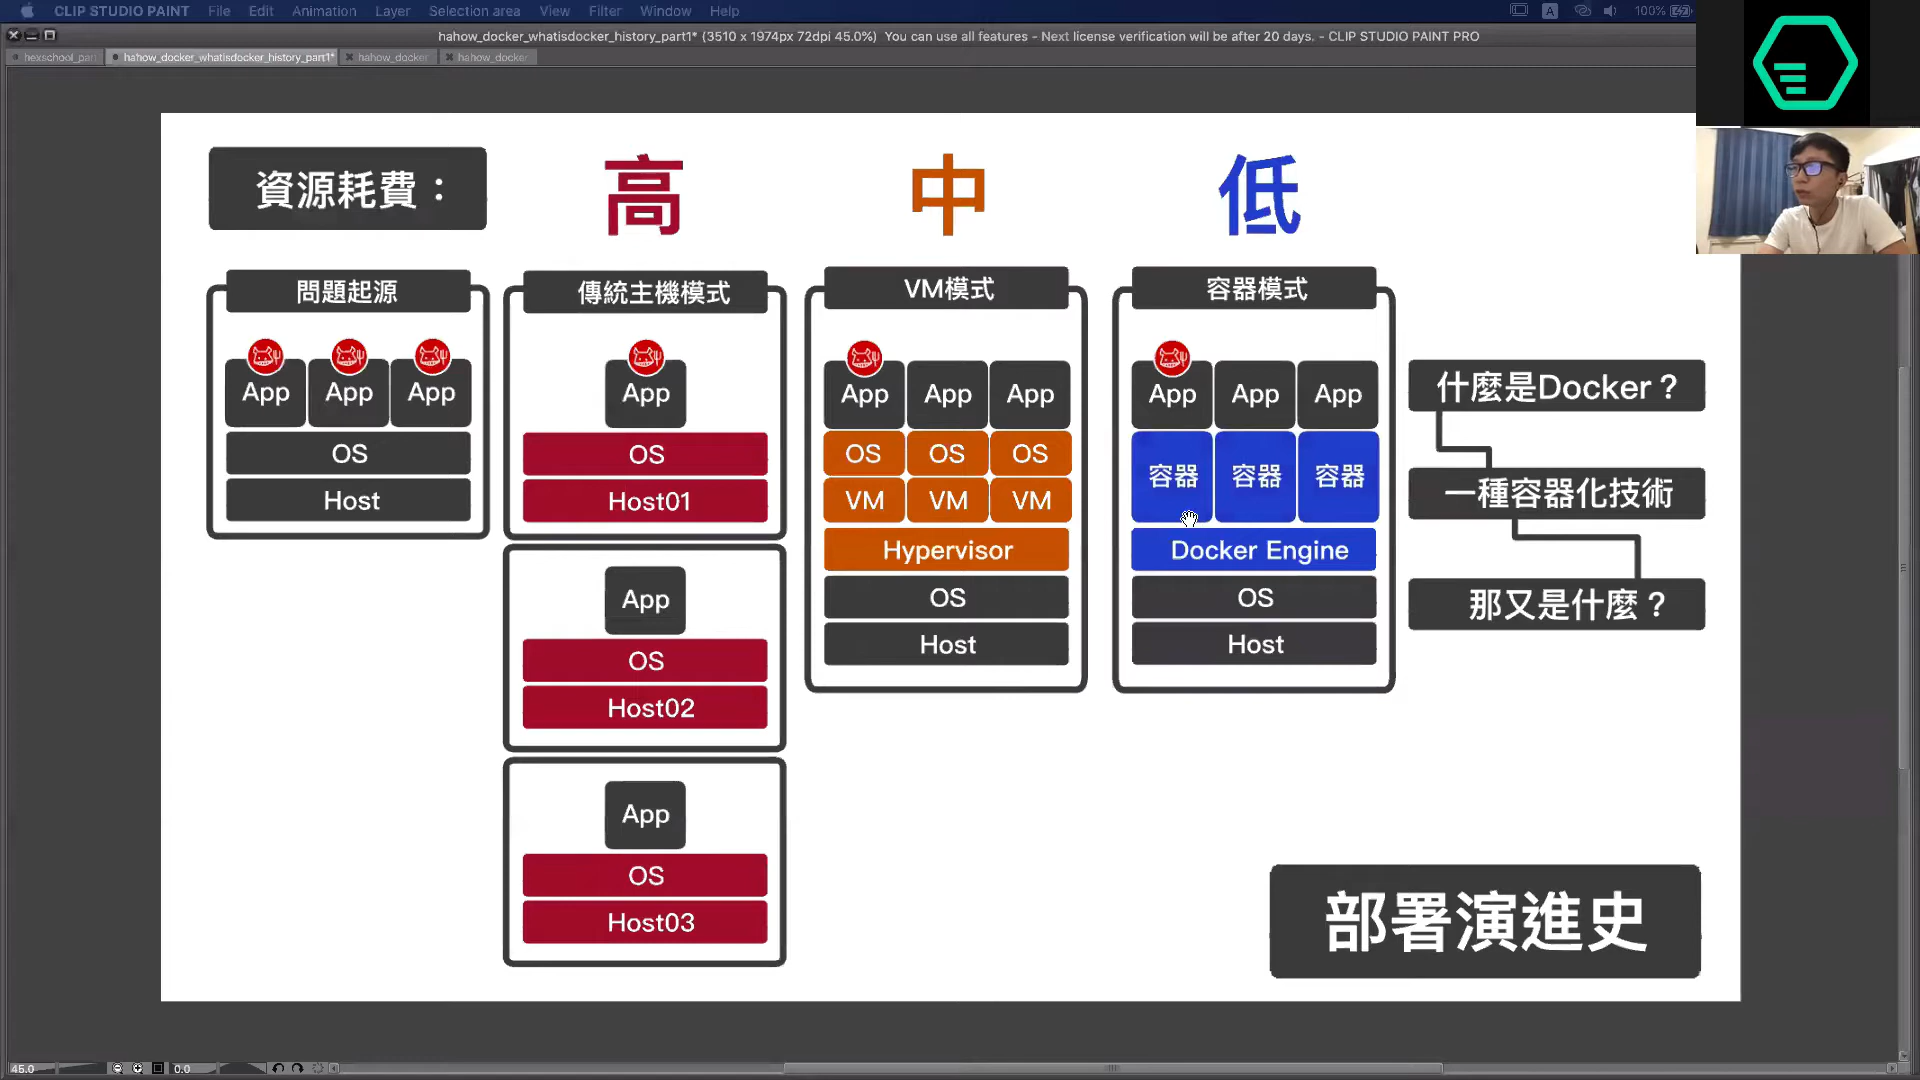 CLIP STUDIO PAINT File Edit Animation Layer Selection area View Filter Window Help
A 100%
hahow_docker_whatisdocker_history_part1* (3510 x 1974px 72dpi 45.0%) You can use all features - Next license verification will be after 20 days. - CLIP STUDIO PAINT PRO
hexschool_par hahow_docker_whatisdocker_history_part1* hahow_docker hahow_docker
資源耗費：
高
中
低
問題起源
App App App
OS
Host
傳統主機模式
App
OS
Host01
App
OS
Host02
App
OS
Host03
VM模式
App App App
OS OS OS
VM VM VM
Hypervisor
OS
Host
容器模式
App App App
容器 容器 容器
Docker Engine
OS
Host
什麼是Docker？
一種容器化技術
那又是什麼？
部署演進史
45.0 0.0